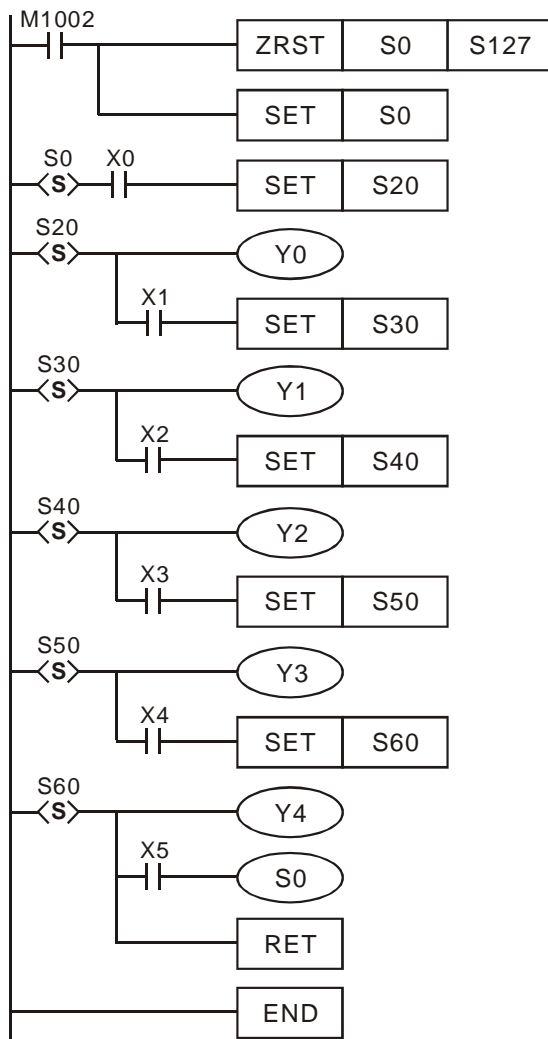 M1002
ZRST S0 S127
SET S0
S0 X0
S SET S20
S20
S Y0
X1
SET S30
S30
S Y1
X2
SET S40
S40
S Y2
X3
SET S50
S50
S Y3
X4
SET S60
S60
S Y4
X5
S0
RET
END